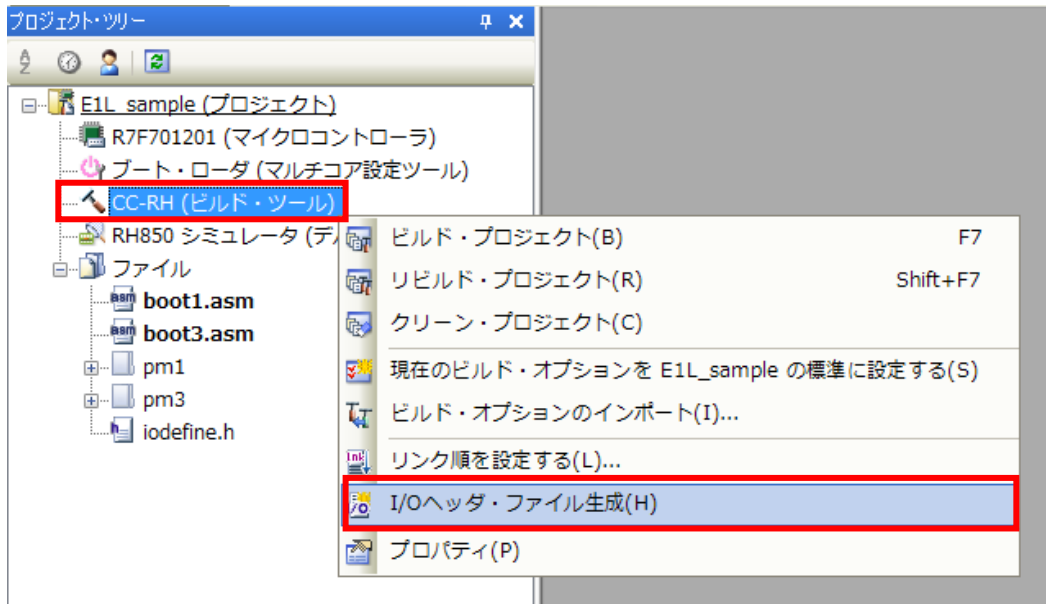 プロジェクト・ツリー
E1L_sample (プロジェクト)
R7F701201 (マイクロコントローラ)
ブート・ローダ (マルチコア設定ツール)
CC-RH (ビルド・ツール)
RH850 シミュレータ (デ
ファイル
boot1.asm
boot3.asm
pm1
pm3
iodefine.h
ビルド・プロジェクト(B) F7
リビルド・プロジェクト(R) Shift+F7
クリーン・プロジェクト(C)
現在のビルド・オプションを E1L_sample の標準に設定する(S)
ビルド・オプションのインポート(I)...
リンク順を設定する(L)...
I/Oヘッダ・ファイル生成(H)
プロパティ(P)